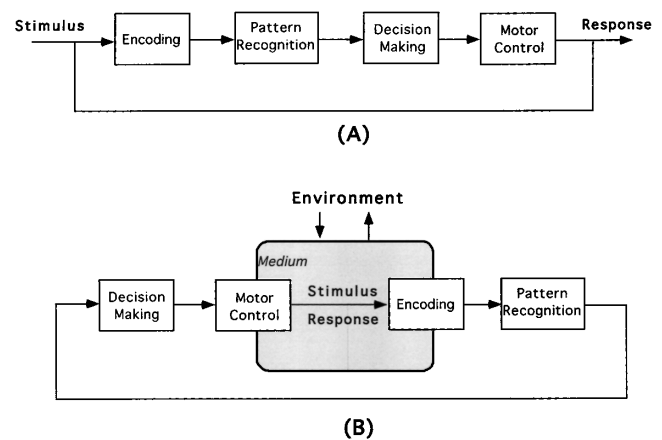 Stimulus
Encoding
Pattern
Recognition
Decision
Making
Motor
Control
Response
(A)
Environment
Medium
Decision
Making
Motor
Control
Stimulus
Response
Encoding
Pattern
Recognition
(B)